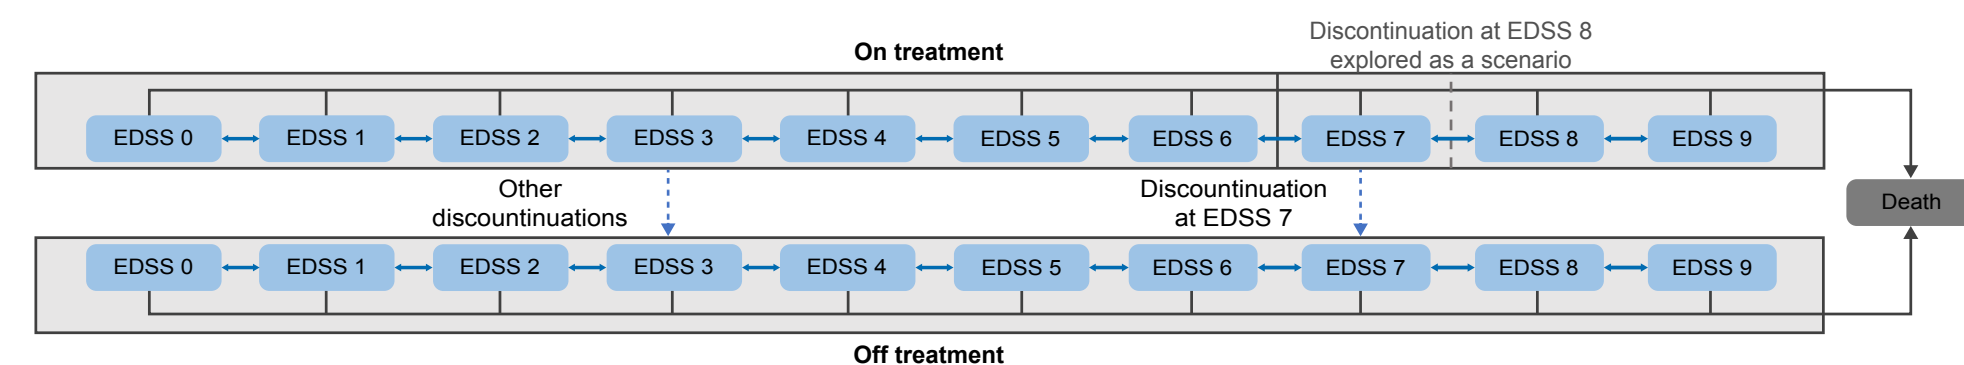 Discontinuation at EDSS 8
explored as a scenario
On treatment
EDSS 0 EDSS 1 EDSS 2 EDSS 3 EDSS 4 EDSS 5 EDSS 6 EDSS 7 EDSS 8 EDSS 9
Other
discountinuations
Discountinuation
at EDSS 7
Death
EDSS 0 EDSS 1 EDSS 2 EDSS 3 EDSS 4 EDSS 5 EDSS 6 EDSS 7 EDSS 8 EDSS 9
Off treatment